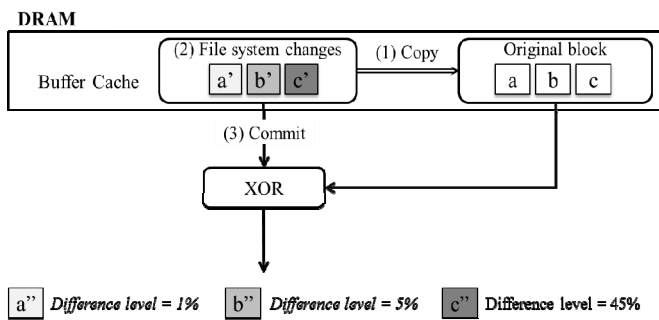 DRAM
(2) File system changes
(1) Copy
Original block
Buffer Cache
a’ b’ c’
a b c
(3) Commit
XOR
a” Difference level = 1% b” Difference level = 5% c” Difference level = 45%